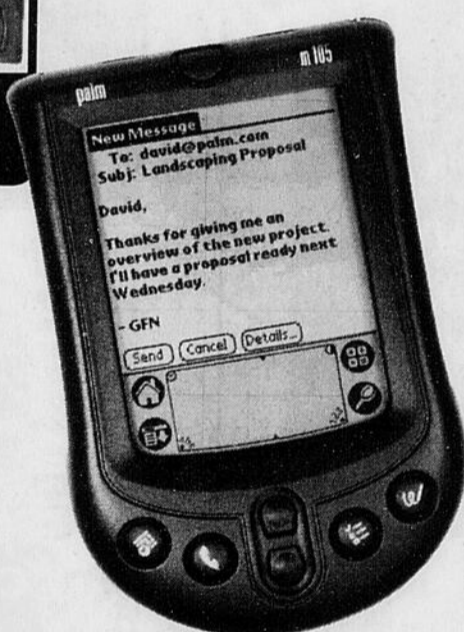 palm
m105
New Message
To: david@palm.com
Subj: Landscaping Proposal
David,
Thanks for giving me an
overview of the new project.
I'll have a proposal ready next
Wednesday.
- GFN
Send Cancel Details...